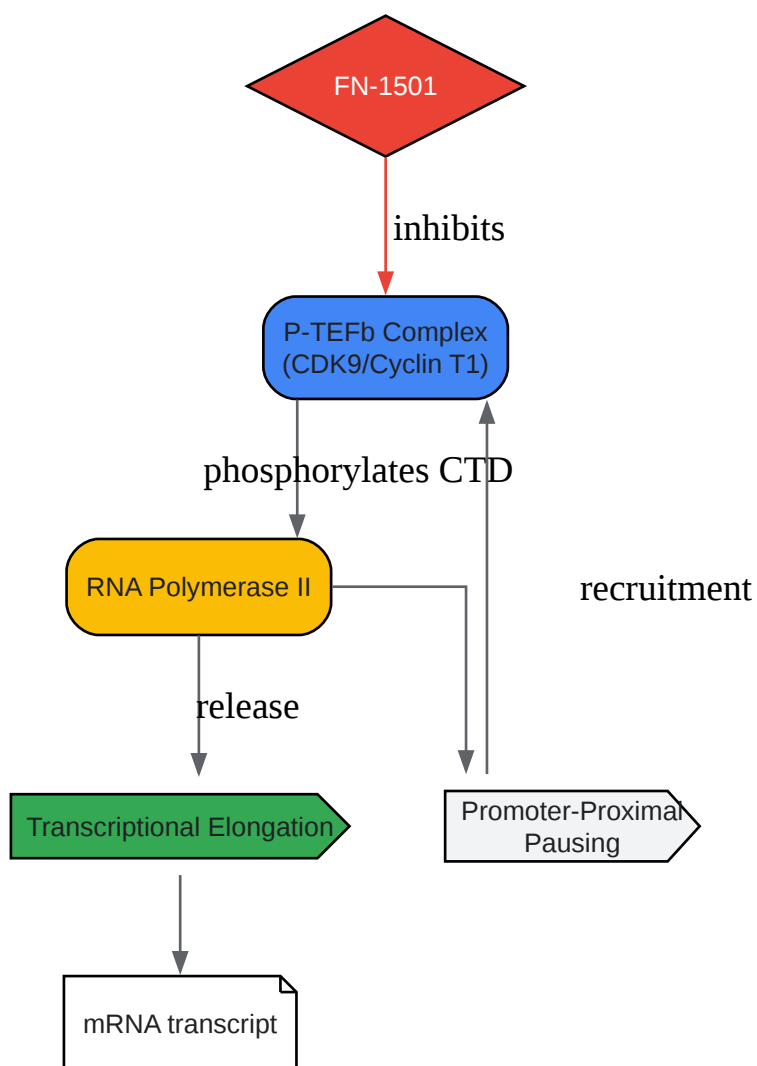 FN-1501
inhibits
P-TEFb Complex
(CDK9/Cyclin T1)
phosphorylates CTD
RNA Polymerase II
recruitment
release
Transcriptional Elongation
Promoter-Proximal
Pausing
mRNA transcript